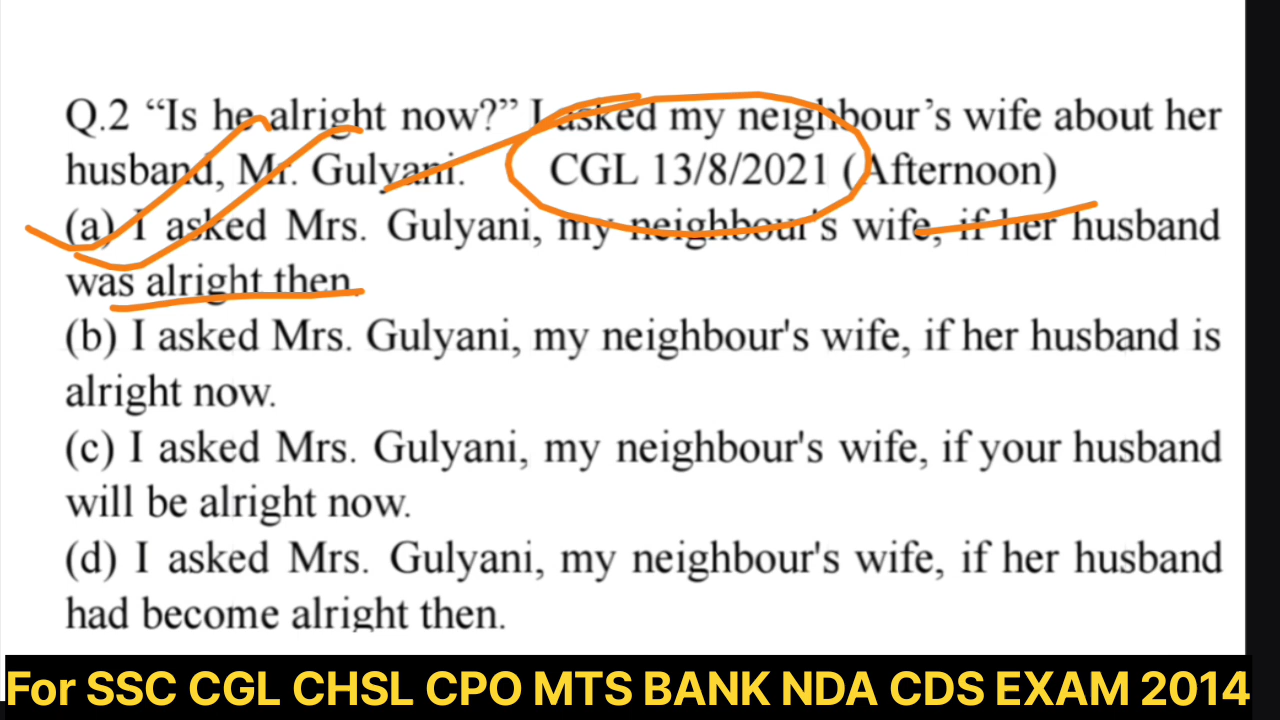 Q.2 “Is he alright now?” I asked my neighbour’s wife about her
husband, Mr. Gulyani. CGL 13/8/2021 (Afternoon)
(a) I asked Mrs. Gulyani, my neighbour's wife, if her husband
was alright then.
(b) I asked Mrs. Gulyani, my neighbour's wife, if her husband is
alright now.
(c) I asked Mrs. Gulyani, my neighbour's wife, if your husband
will be alright now.
(d) I asked Mrs. Gulyani, my neighbour's wife, if her husband
had become alright then.
For SSC CGL CHSL CPO MTS BANK NDA CDS EXAM 2014